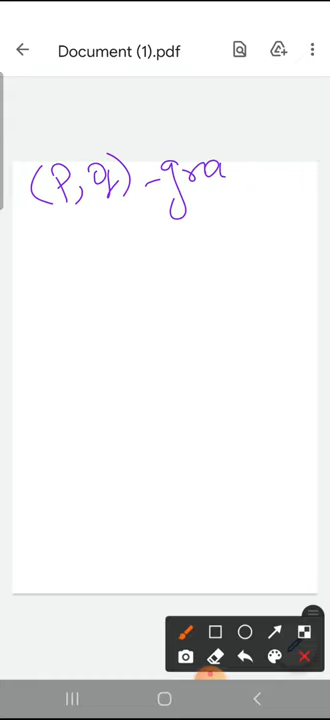 Document (1).pdf
(P, q) - gra